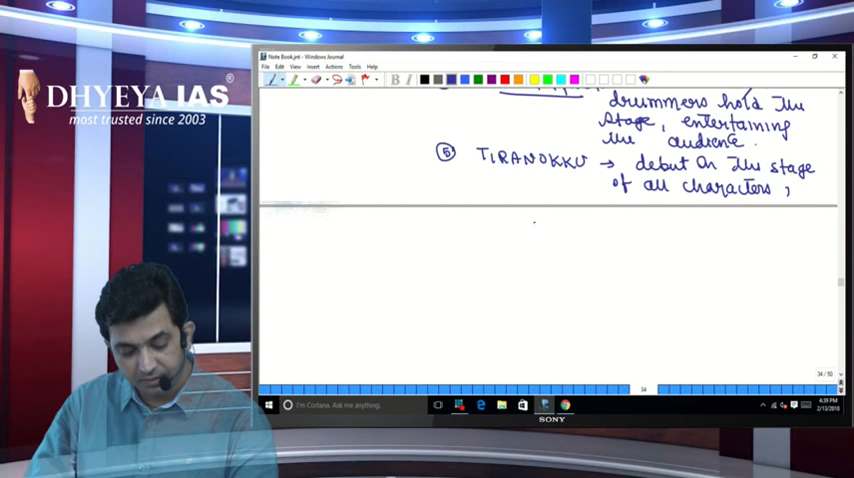 DHYEYA IAS®
most trusted since 2003
Note Book.jnt - Windows Journal
File Edit View Insert Actions Tools Help
B I
drummers hold the
stage, entertaining
the audience.
⑤ TIRANOKKU → debut on the stage
of all characters,
34 / 50
34
I'm Cortana. Ask me anything.
4:39 PM
2/13/2018
SONY